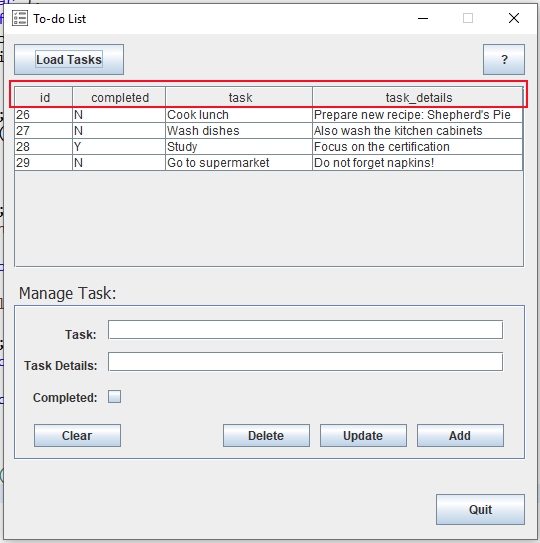 To-do List
Load Tasks ?
id completed task task_details
26 N Cook lunch Prepare new recipe: Shepherd's Pie
27 N Wash dishes Also wash the kitchen cabinets
28 Y Study Focus on the certification
29 N Go to supermarket Do not forget napkins!
Manage Task:
Task:
Task Details:
Completed:
Clear Delete Update Add
Quit